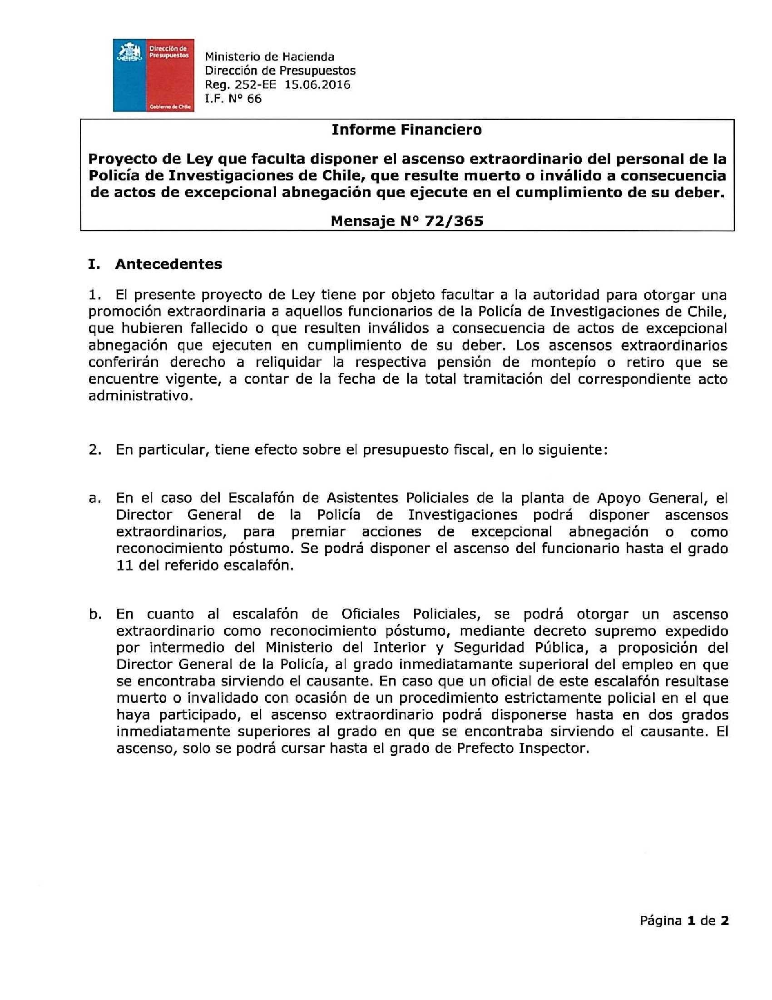 Dirección de
Presupuestos
Gobierno de Chile
Ministerio de Hacienda
Dirección de Presupuestos
Reg. 252-EE 15.06.2016
I.F. Nº 66
Informe Financiero
Proyecto de Ley que faculta disponer el ascenso extraordinario del personal de la
Policía de Investigaciones de Chile, que resulte muerto o inválido a consecuencia
de actos de excepcional abnegación que ejecute en el cumplimiento de su deber.
Mensaje Nº 72/365
I. Antecedentes
1. El presente proyecto de Ley tiene por objeto facultar a la autoridad para otorgar una
promoción extraordinaria a aquellos funcionarios de la Policía de Investigaciones de Chile,
que hubieren fallecido o que resulten inválidos a consecuencia de actos de excepcional
abnegación que ejecuten en cumplimiento de su deber. Los ascensos extraordinarios
conferirán derecho a reliquidar la respectiva pensión de montepío o retiro que se
encuentre vigente, a contar de la fecha de la total tramitación del correspondiente acto
administrativo.
2. En particular, tiene efecto sobre el presupuesto fiscal, en lo siguiente:
a. En el caso del Escalafón de Asistentes Policiales de la planta de Apoyo General, el
Director General de la Policía de Investigaciones podrá disponer ascensos
extraordinarios, para premiar acciones de excepcional abnegación o como
reconocimiento póstumo. Se podrá disponer el ascenso del funcionario hasta el grado
11 del referido escalafón.
b. En cuanto al escalafón de Oficiales Policiales, se podrá otorgar un ascenso
extraordinario como reconocimiento póstumo, mediante decreto supremo expedido
por intermedio del Ministerio del Interior y Seguridad Pública, a proposición del
Director General de la Policía, al grado inmediatamante superioral del empleo en que
se encontraba sirviendo el causante. En caso que un oficial de este escalafón resultase
muerto o invalidado con ocasión de un procedimiento estrictamente policial en el que
haya participado, el ascenso extraordinario podrá disponerse hasta en dos grados
inmediatamente superiores al grado en que se encontraba sirviendo el causante. El
ascenso, solo se podrá cursar hasta el grado de Prefecto Inspector.
Página 1 de 2